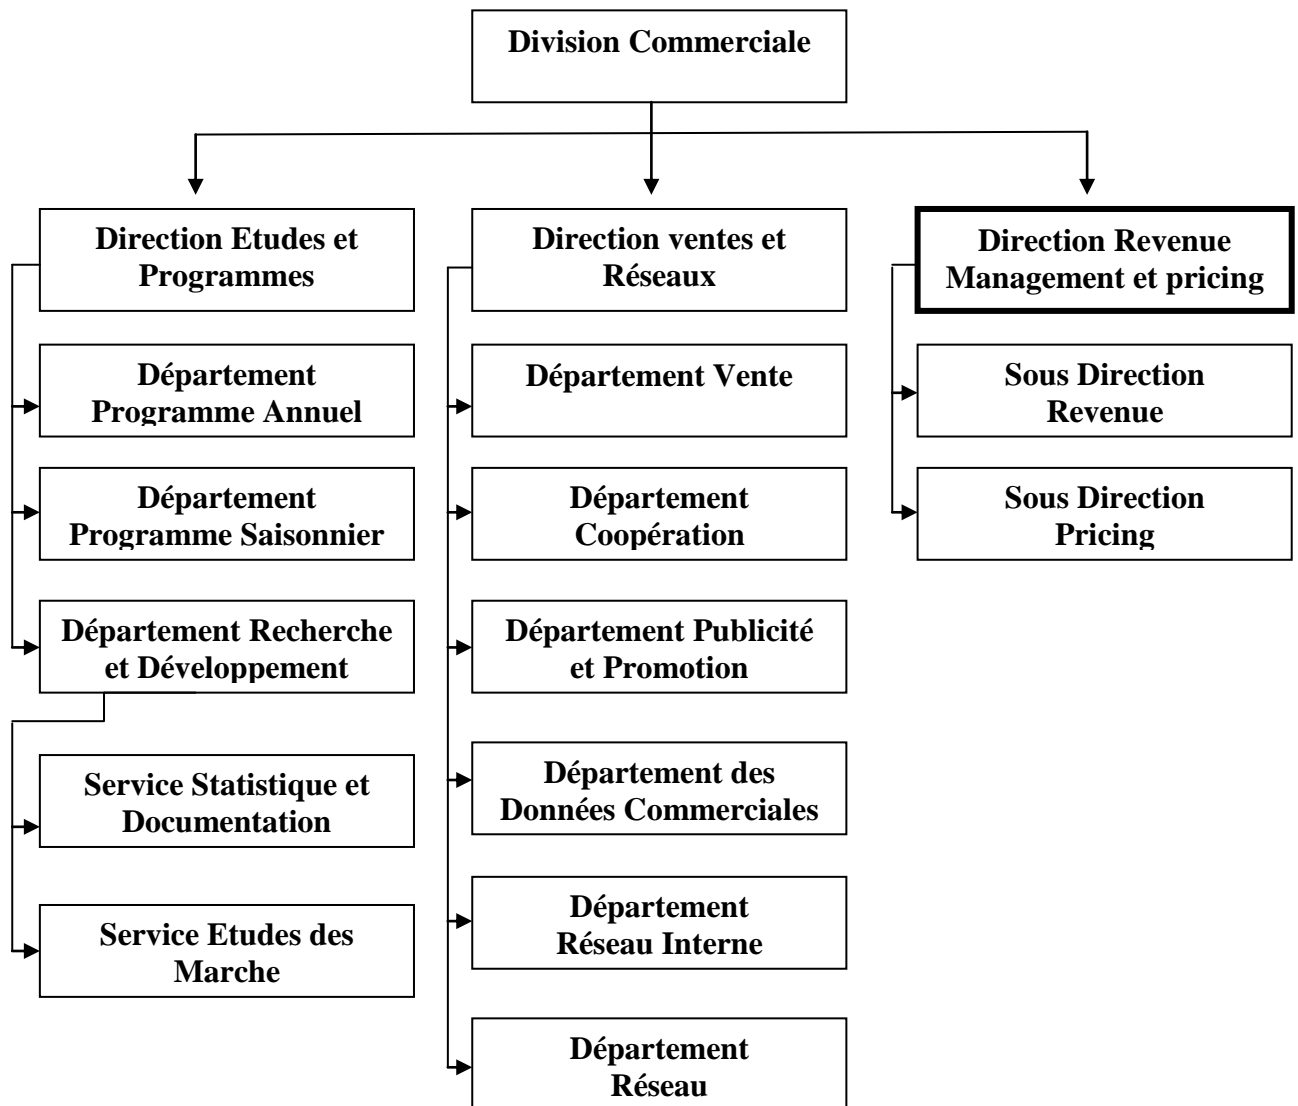 Division Commerciale
Direction Etudes et
Programmes
Direction ventes et
Réseaux
Direction Revenue
Management et pricing
Département
Programme Annuel
Département Vente
Sous Direction
Revenue
Département
Programme Saisonnier
Département
Coopération
Sous Direction
Pricing
Département Recherche
et Développement
Département Publicité
et Promotion
Service Statistique et
Documentation
Département des
Données Commerciales
Service Etudes des
Marche
Département
Réseau Interne
Département
Réseau